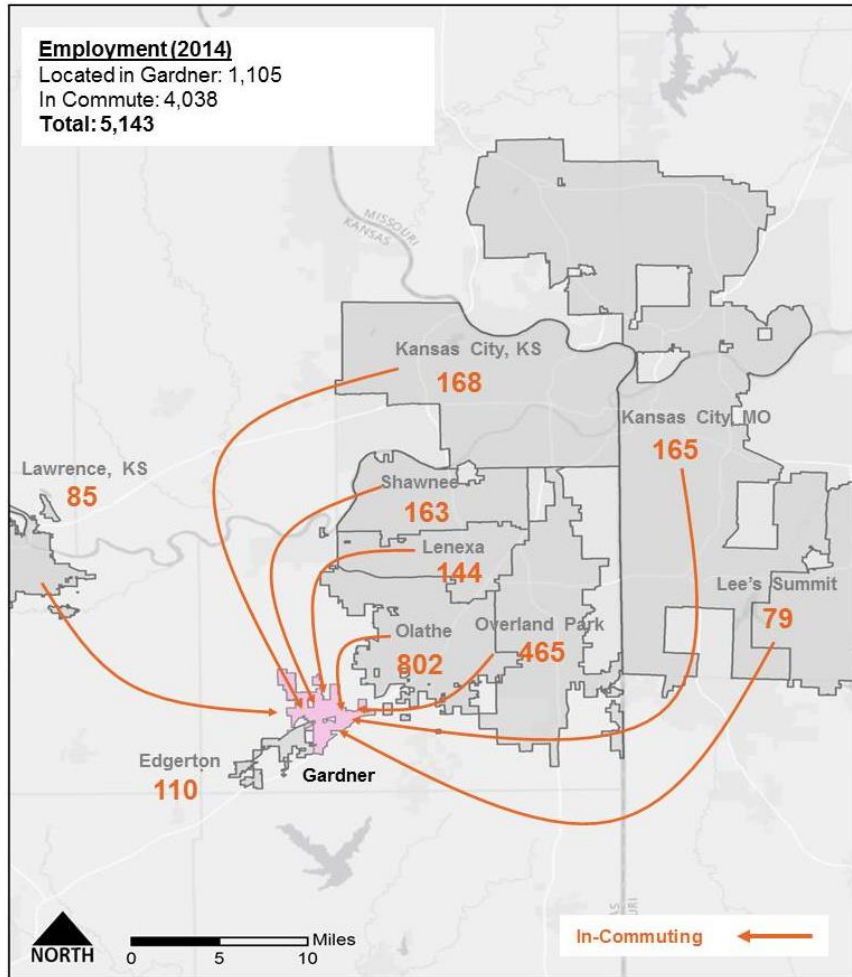 Employment (2014)
Located in Gardner: 1,105
In Commute: 4,038
Total: 5,143
MISSOURI
KANSAS
Kansas City, KS
168
Kansas City, MO
165
Lawrence, KS
85
Shawnee
163
Lenexa
144
Lee's Summit
79
Olathe
802
Overland Park
465
Edgerton
110
Gardner
NORTH
0 5 10
Miles
In-Commuting